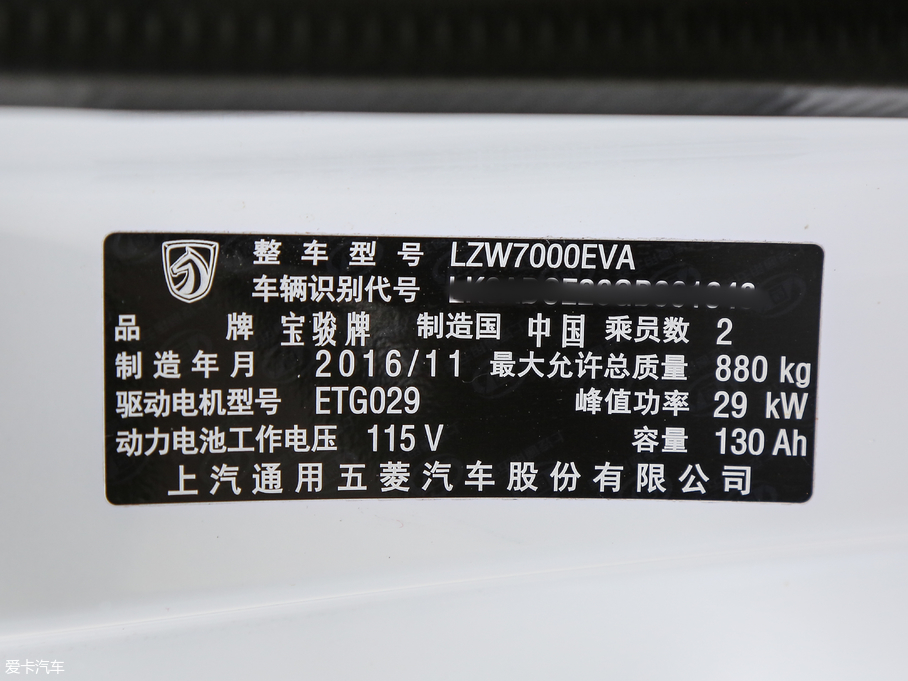 整车型号 LZW7000EVA
车辆识别代号
品牌 宝骏牌 制造国 中国 乘员数 2
制造年月 2016/11 最大允许总质量 880 kg
驱动电机型号 ETG029 峰值功率 29 kW
动力电池工作电压 115 V 容量 130 Ah
上汽通用五菱汽车股份有限公司
爱卡汽车